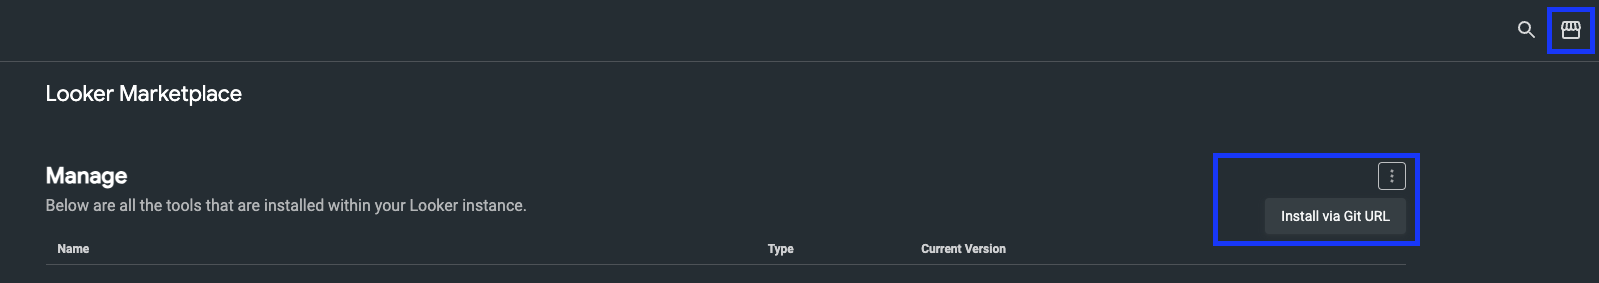 Looker Marketplace
Manage
Below are all the tools that are installed within your Looker instance.
Install via Git URL
Name Type Current Version